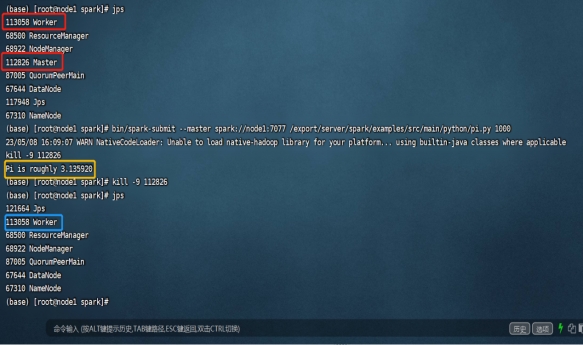 (base) [root@node1 spark]# jps
113058 Worker
68500 ResourceManager
68922 NodeManager
112826 Master
87005 QuorumPeerMain
67644 DataNode
117948 Jps
67310 NameNode
(base) [root@node1 spark]# bin/spark-submit --master spark://node1:7077 /export/server/spark/examples/src/main/python/pi.py 1000
23/05/08 16:09:07 WARN NativeCodeLoader: Unable to load native-hadoop library for your platform... using builtin-java classes where applicable
kill -9 112826
Pi is roughly 3.135920
(base) [root@node1 spark]# kill -9 112826
(base) [root@node1 spark]# jps
121664 Jps
113058 Worker
68500 ResourceManager
68922 NodeManager
87005 QuorumPeerMain
67644 DataNode
67310 NameNode
(base) [root@node1 spark]#
命令输入 (按ALT键提示历史,TAB键路径,ESC键返回,双击CTRL切换)
历史 选项